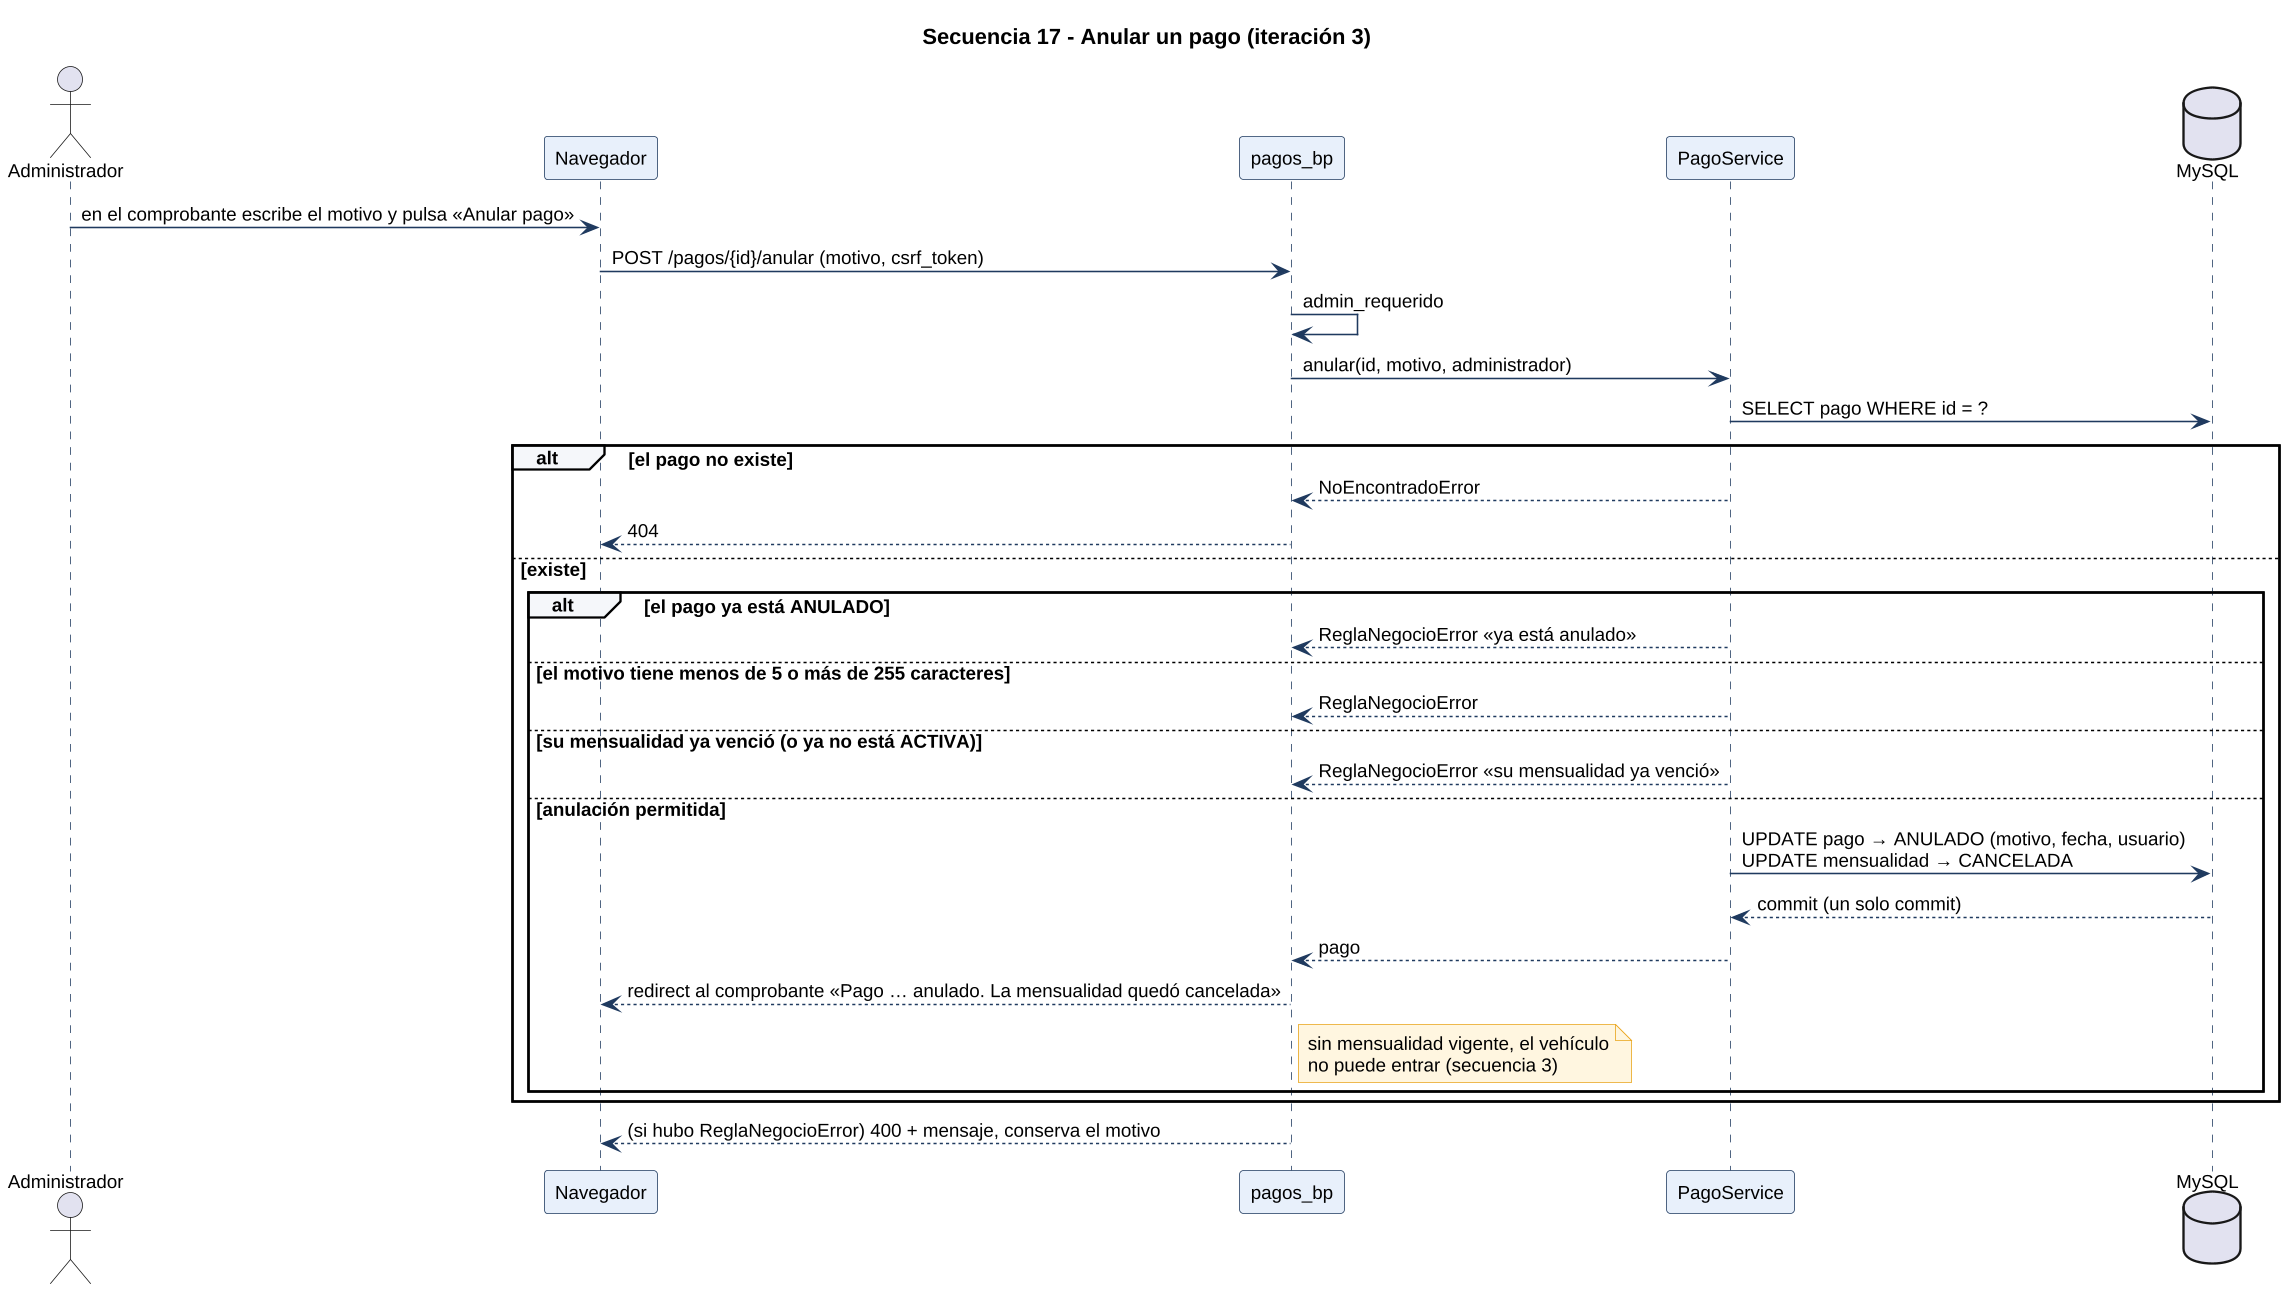 Secuencia 17 - Anular un pago (iteración 3)
Administrador
Navegador
pagos_bp
PagoService
MySQL
en el comprobante escribe el motivo y pulsa «Anular pago»
POST /pagos/{id}/anular (motivo, csrf_token)
admin_requerido
anular(id, motivo, administrador)
SELECT pago WHERE id = ?
alt
[el pago no existe]
NoEncontradoError
404
[existe]
alt
[el pago ya está ANULADO]
ReglaNegocioError «ya está anulado»
[el motivo tiene menos de 5 o más de 255 caracteres]
ReglaNegocioError
[su mensualidad ya venció (o ya no está ACTIVA)]
ReglaNegocioError «su mensualidad ya venció»
[anulación permitida]
UPDATE pago → ANULADO (motivo, fecha, usuario)
UPDATE mensualidad → CANCELADA
commit (un solo commit)
pago
redirect al comprobante «Pago … anulado. La mensualidad quedó cancelada»
sin mensualidad vigente, el vehículo
no puede entrar (secuencia 3)
(si hubo ReglaNegocioError) 400 + mensaje, conserva el motivo
Administrador
Navegador
pagos_bp
PagoService
MySQL